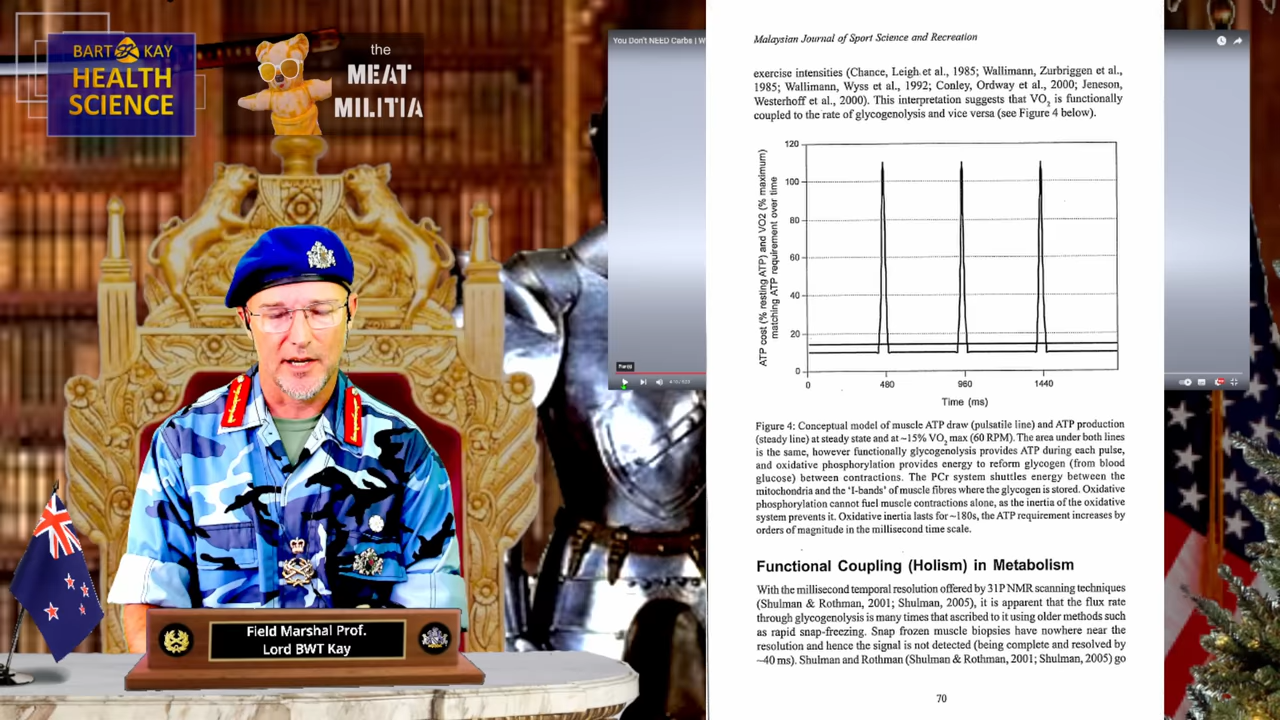 BART KAY
HEALTH
SCIENCE
the
MEAT
MILITIA
You Don't NEED Carbs | W
Field Marshal Prof.
Lord BWT Kay
Malaysian Journal of Sport Science and Recreation
exercise intensities (Chance, Leigh et al., 1985; Wallimann, Zurbriggen et al.,
1985; Wallimann, Wyss et al., 1992; Conley, Ordway et al., 2000; Jeneson,
Westerhoff et al., 2000). This interpretation suggests that VO2 is functionally
coupled to the rate of glycogenolysis and vice versa (see Figure 4 below).
ATP cost (% resting ATP) and VO2 (% maximum)
matching ATP requirement over time
120
100
80
60
40
20
0
0 480 960 1440
Time (ms)
Figure 4: Conceptual model of muscle ATP draw (pulsatile line) and ATP production
(steady line) at steady state and at ~15% VO2 max (60 RPM). The area under both lines
is the same, however functionally glycogenolysis provides ATP during each pulse,
and oxidative phosphorylation provides energy to reform glycogen (from blood
glucose) between contractions. The PCr system shuttles energy between the
mitochondria and the 'I-bands' of muscle fibres where the glycogen is stored. Oxidative
phosphorylation cannot fuel muscle contractions alone, as the inertia of the oxidative
system prevents it. Oxidative inertia lasts for ~180s, the ATP requirement increases by
orders of magnitude in the millisecond time scale.
Functional Coupling (Holism) in Metabolism
With the millisecond temporal resolution offered by 31P NMR scanning techniques
(Shulman & Rothman, 2001; Shulman, 2005), it is apparent that the flux rate
through glycogenolysis is many times that ascribed to it using older methods such
as rapid snap-freezing. Snap frozen muscle biopsies have nowhere near the
resolution and hence the signal is not detected (being complete and resolved by
~40 ms). Shulman and Rothman (Shulman & Rothman, 2001; Shulman, 2005) go
70